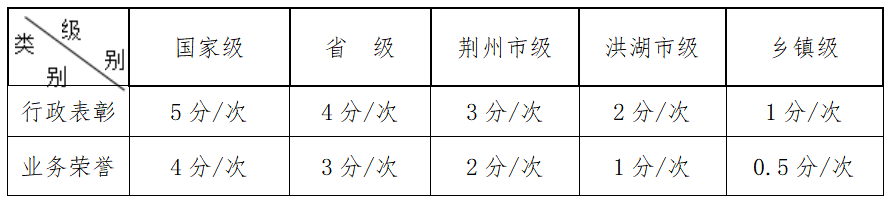 类别 级别 国家级 省 级 荆州市级 洪湖市级 乡镇级
行政表彰 5 分/次 4 分/次 3 分/次 2 分/次 1 分/次
业务荣誉 4 分/次 3 分/次 2 分/次 1 分/次 0.5 分/次